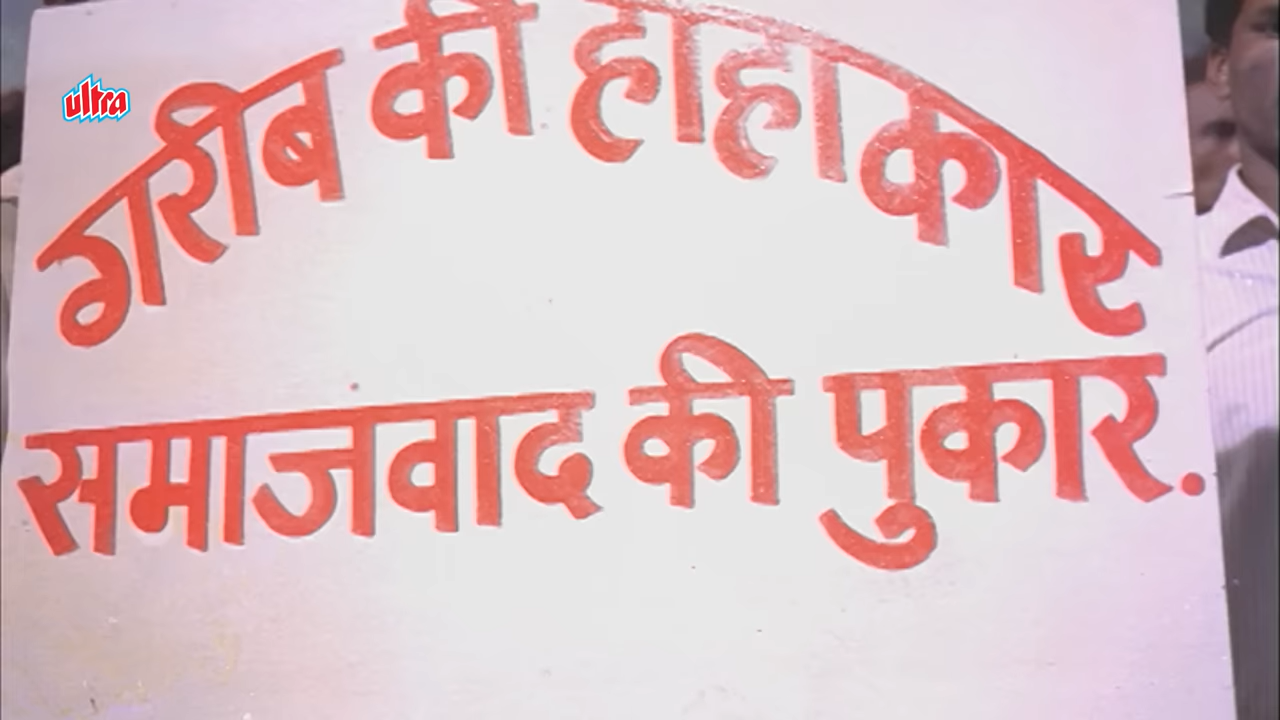 ultra
गरीब की हाहाकार
समाजवाद की पुकार.